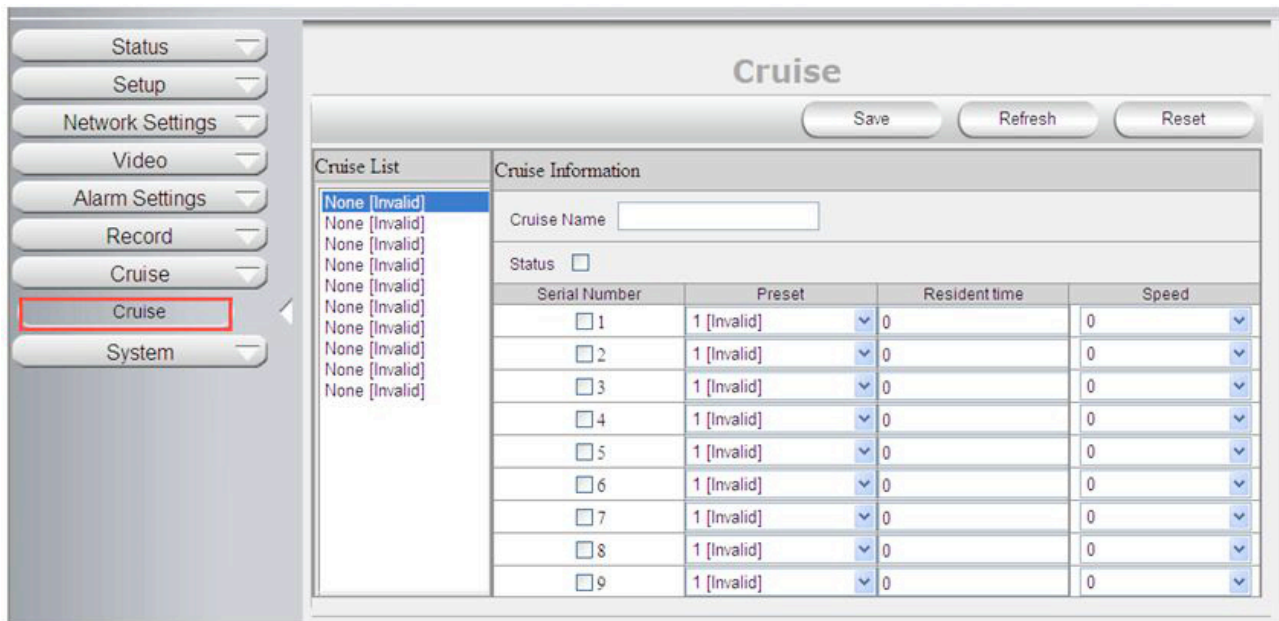 Status
Setup
Network Settings
Video
Alarm Settings
Record
Cruise
Cruise
System
Cruise
Save Refresh Reset
Cruise List
None [Invalid]
None [Invalid]
None [Invalid]
None [Invalid]
None [Invalid]
None [Invalid]
None [Invalid]
None [Invalid]
None [Invalid]
None [Invalid]
Cruise Information
Cruise Name
Status
Serial Number Preset Resident time Speed
1 1 [Invalid] 0 0
2 1 [Invalid] 0 0
3 1 [Invalid] 0 0
4 1 [Invalid] 0 0
5 1 [Invalid] 0 0
6 1 [Invalid] 0 0
7 1 [Invalid] 0 0
8 1 [Invalid] 0 0
9 1 [Invalid] 0 0